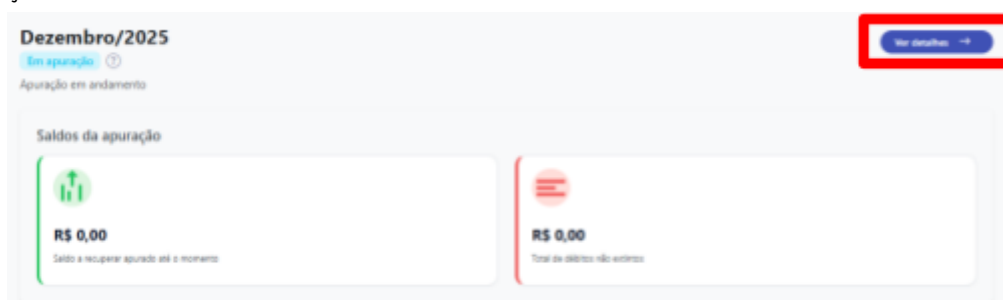 Dezembro/2025
Ver detalhes →
Em apuração ?
Apuração em andamento
Saldos da apuração
R$ 0,00
Saldo a recuperar apurado até o momento
R$ 0,00
Total de débitos não extintos